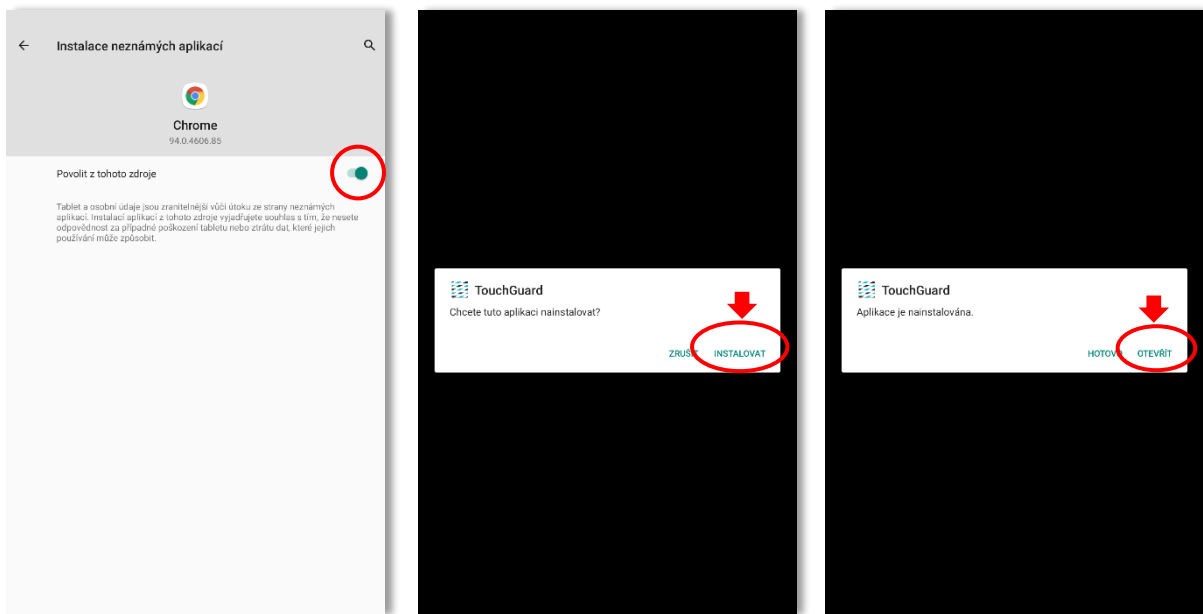 Instalace neznámých aplikací
Chrome
94.0.4606.85
Povolit z tohoto zdroje
Tablet a osobní údaje jsou zranitelnější vůči útoku ze strany neznámých
aplikací. Instalací aplikací z tohoto zdroje vyjadřujete souhlas s tím, že nesete
odpovědnost za případné poškození tabletu nebo ztrátu dat, které jejich
používání může způsobit.
TouchGuard
Chcete tuto aplikaci nainstalovat?
ZRUŠIT INSTALOVAT
TouchGuard
Aplikace je nainstalována.
HOTOVO OTEVŘÍT